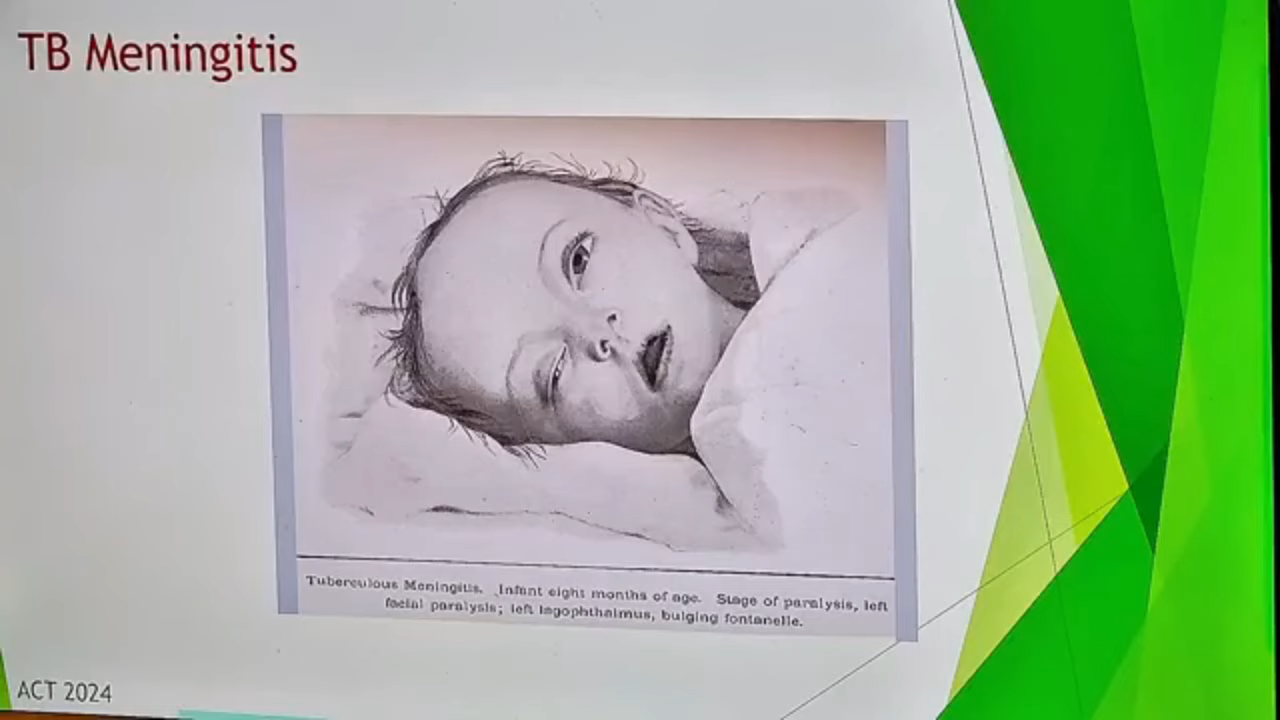 TB Meningitis
Tuberculous Meningitis. Infant eight months of age. Stage of paralysis, left
facial paralysis; left lagophthalmus, bulging fontanelle.
ACT 2024